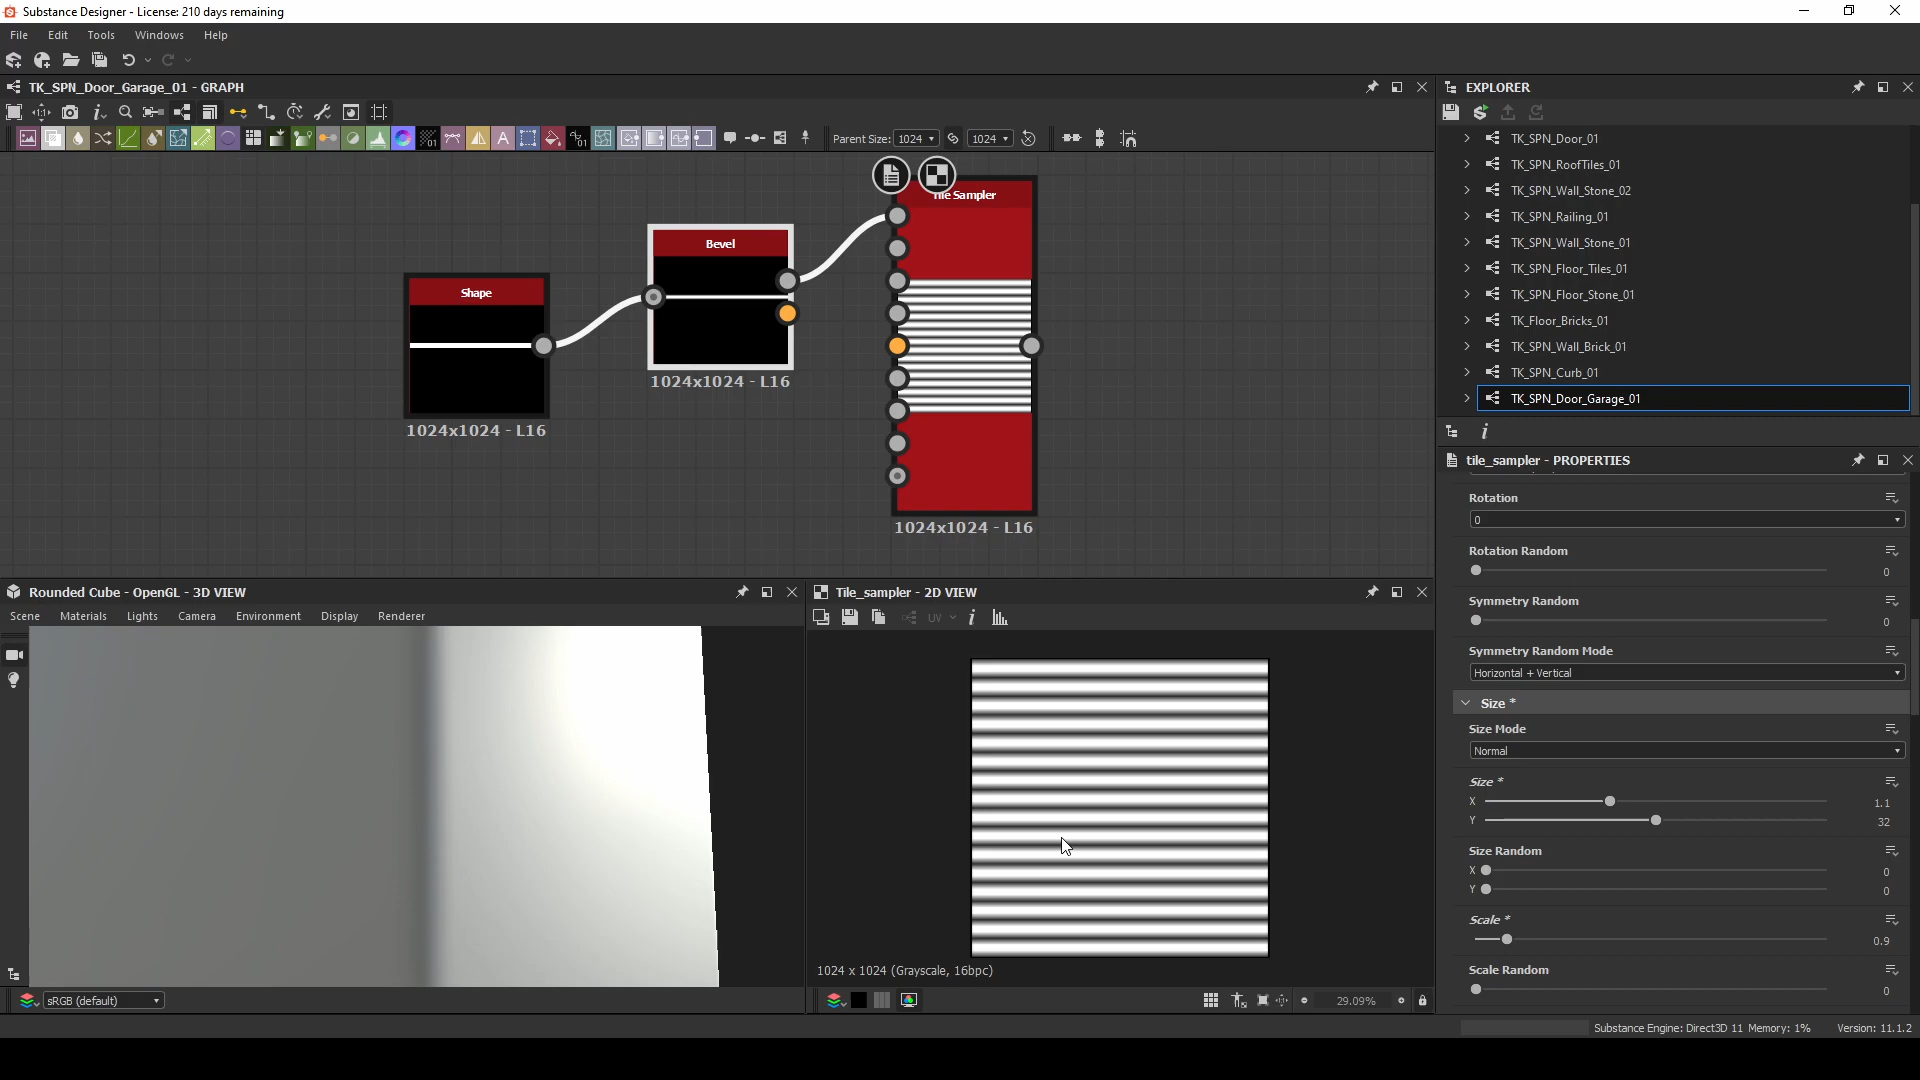 Substance Designer - License: 210 days remaining
File Edit Tools Windows Help
TK_SPN_Door_Garage_01 - GRAPH
Parent Size: 1024 1024
Tile Sampler
Bevel
Shape
1024x1024 - L16
1024x1024 - L16
1024x1024 - L16
EXPLORER
TK_SPN_Door_01
TK_SPN_RoofTiles_01
TK_SPN_Wall_Stone_02
TK_SPN_Railing_01
TK_SPN_Wall_Stone_01
TK_SPN_Floor_Tiles_01
TK_SPN_Floor_Stone_01
TK_Floor_Bricks_01
TK_SPN_Wall_Brick_01
TK_SPN_Curb_01
TK_SPN_Door_Garage_01
tile_sampler - PROPERTIES
Rotation
0
Rotation Random
0
Symmetry Random
0
Symmetry Random Mode
Horizontal + Vertical
Size *
Size Mode
Normal
Size *
X 1.1
Y 32
Size Random
X 0
Y 0
Scale *
0.9
Scale Random
0
Rounded Cube - OpenGL - 3D VIEW
Scene Materials Lights Camera Environment Display Renderer
sRGB (default)
Tile_sampler - 2D VIEW
UV
1024 x 1024 (Grayscale, 16bpc)
29.09%
Substance Engine: Direct3D 11 Memory: 1% Version: 11.1.2